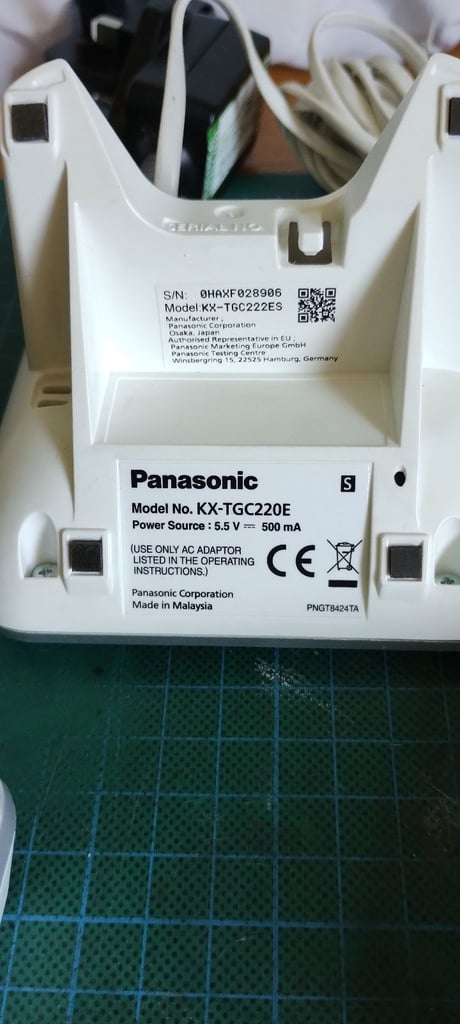 SERIAL NO.
S/N: 0HAXF028906
Model:KX-TGC222ES
Manufacturer ;
Panasonic Corporation
Osaka, Japan
Authorised Representative in EU ;
Panasonic Marketing Europe GmbH
Panasonic Testing Centre
Winsbergring 15, 22525 Hamburg, Germany
Panasonic
S
Model No. KX-TGC220E
Power Source : 5.5 V ⎓ 500 mA
(USE ONLY AC ADAPTOR
LISTED IN THE OPERATING
INSTRUCTIONS.)
CE
Panasonic Corporation
Made in Malaysia
PNGT8424TA